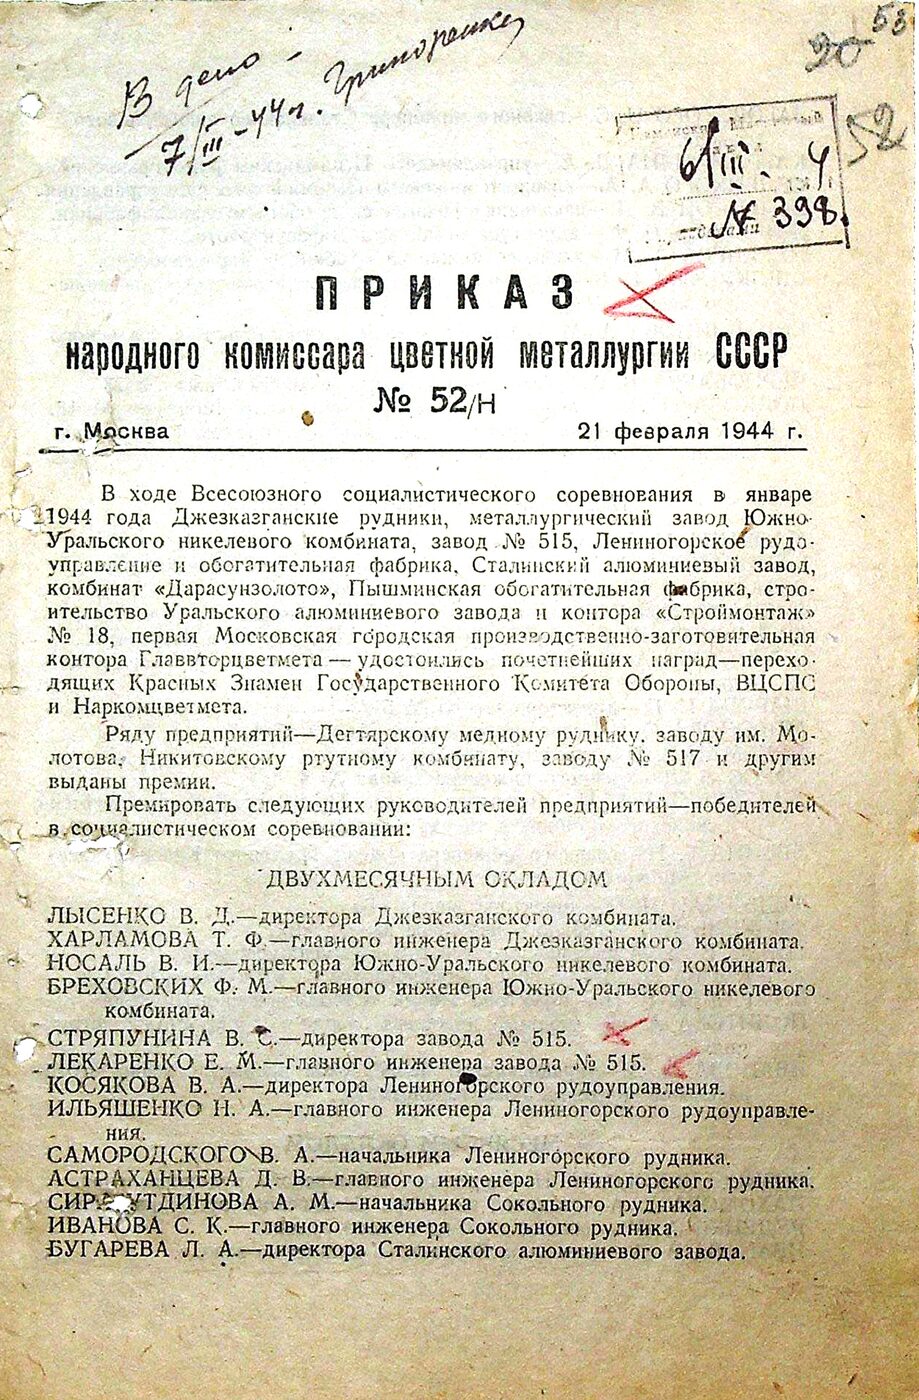 53
20
В дело —
7/III-44г. Григоренко
52
6/III - 4
№ 398.
ПРИКАЗ
народного комиссара цветной металлургии СССР
№ 52/н
г. Москва 21 февраля 1944 г.
В ходе Всесоюзного социалистического соревнования в январе
1944 года Джезказганские рудники, металлургический завод Южно-
Уральского никелевого комбината, завод № 515, Лениногорское рудо-
управление и обогатительная фабрика, Сталинский алюминиевый завод,
комбинат «Дарасунзолото», Пышминская обогатительная фабрика, стро-
ительство Уральского алюминиевого завода и контора «Строймонтаж»
№ 18, первая Московская городская производственно-заготовительная
контора Главвторцветмета — удостоились почетнейших наград—перехо-
дящих Красных Знамен Государственного Комитета Обороны, ВЦСПС
и Наркомцветмета.
Ряду предприятий—Дегтярскому медному руднику, заводу им. Мо-
лотова, Никитовскому ртутному комбинату, заводу № 517 и другим
выданы премии.
Премировать следующих руководителей предприятий—победителей
в социалистическом соревновании:
ДВУХМЕСЯЧНЫМ ОКЛАДОМ
ЛЫСЕНКО В. Д.—директора Джезказганского комбината.
ХАРЛАМОВА Т. Ф.—главного инженера Джезказганского комбината.
НОСАЛЬ В. И.—директора Южно-Уральского никелевого комбината.
БРЕХОВСКИХ Ф. М.—главного инженера Южно-Уральского никелевого
комбината.
СТРЯПУНИНА В. С.—директора завода № 515.
ЛЕКАРЕНКО Е. М.—главного инженера завода № 515.
КОСЯКОВА В. А.—директора Лениногорского рудоуправления.
ИЛЬЯШЕНКО Н. А.—главного инженера Лениногорского рудоуправле-
ния.
САМОРОДСКОГО В. А.—начальника Лениногорского рудника.
АСТРАХАНЦЕВА Д. В.—главного инженера Лениногорского рудника.
СИРАЗУТДИНОВА А. М.—начальника Сокольного рудника.
ИВАНОВА С. К.—главного инженера Сокольного рудника.
БУГАРЕВА Л. А.—директора Сталинского алюминиевого завода.